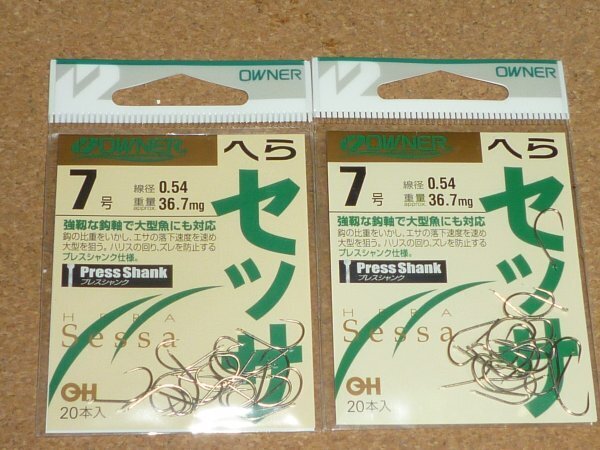 OWNER
OWNER
へら
7号
線径 0.54
重量 36.7mg
approx.
強靱な鈎軸で大型魚にも対応
鈎の比重をいかし、エサの落下速度を速め
大型を狙う。ハリスの回り、ズレを防止する
プレスシャンク仕様。
Press Shank
プレスシャンク
セッサ
HERA
Sessa
OH
20本入
OWNER
OWNER
へら
7号
線径 0.54
重量 36.7mg
approx.
強靱な鈎軸で大型魚にも対応
鈎の比重をいかし、エサの落下速度を速め
大型を狙う。ハリスの回り、ズレを防止する
プレスシャンク仕様。
Press Shank
プレスシャンク
セッサ
HERA
Sessa
OH
20本入